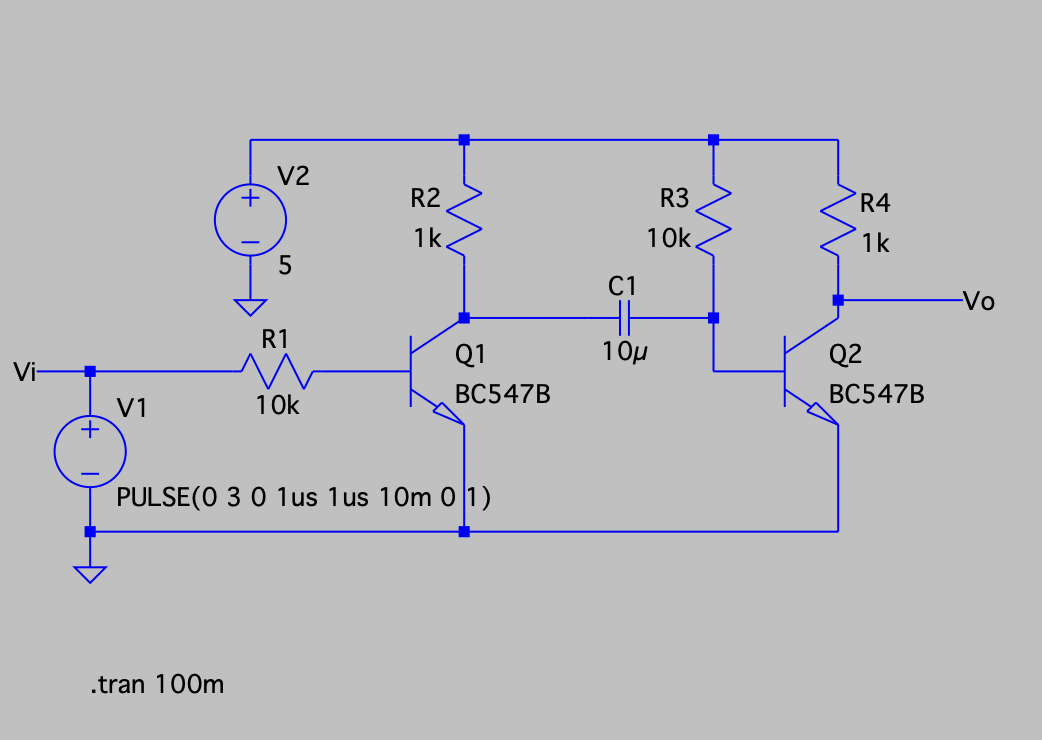 V2
5
R2
1k
R3
10k
R4
1k
C1
10µ
Vo
Vi
R1
10k
Q1
BC547B
Q2
BC547B
V1
PULSE(0 3 0 1us 1us 10m 0 1)
.tran 100m